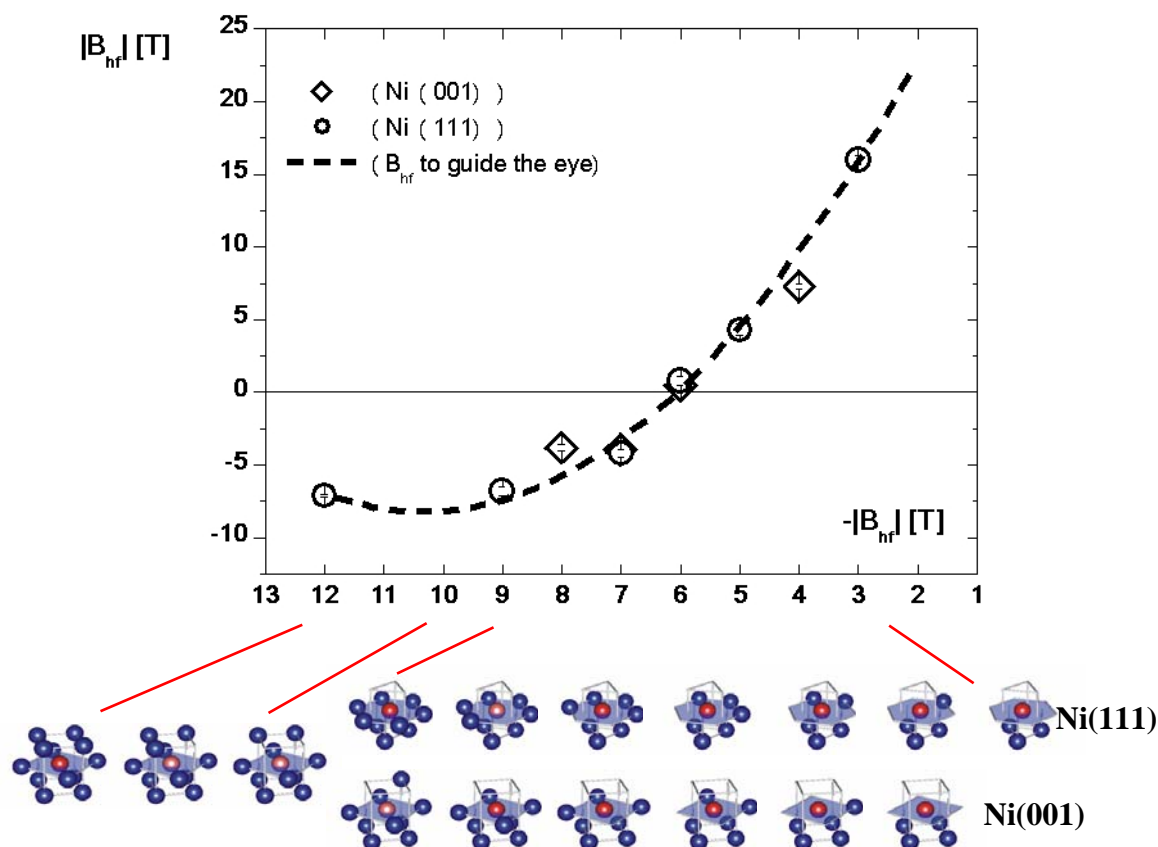 |B_hf| [T]
25
20
15
10
5
0
-5
-10
( Ni ( 001 ) )
( Ni ( 111 ) )
( B_hf to guide the eye)
-|B_hf| [T]
13 12 11 10 9 8 7 6 5 4 3 2 1
Ni(111)
Ni(001)